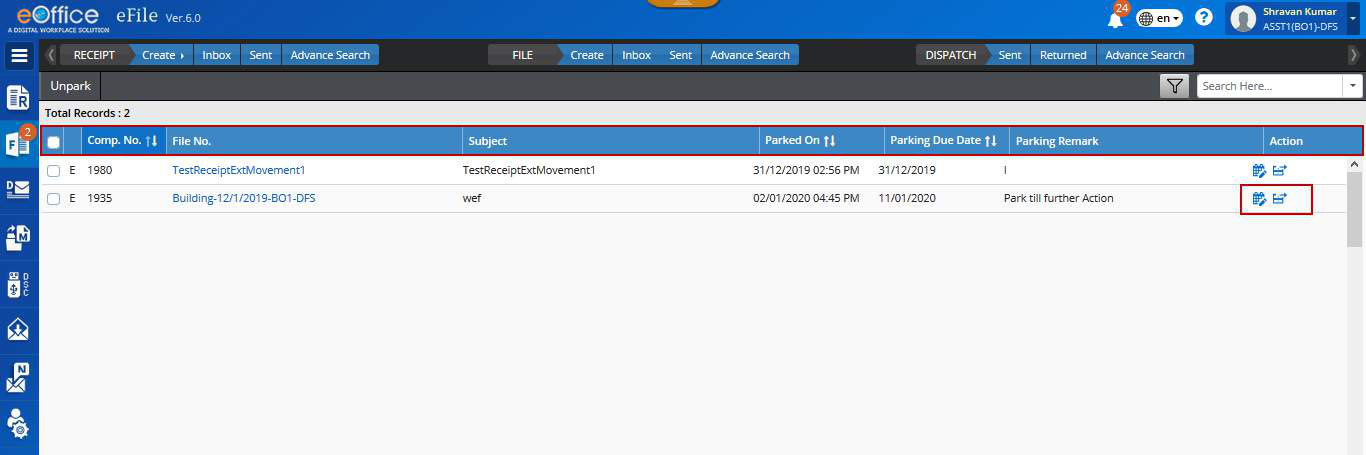 eOffice eFile Ver.6.0
A DIGITAL WORKPLACE SOLUTION
24
en
?
Shravan Kumar
ASST1(BO1)-DFS
RECEIPT Create Inbox Sent Advance Search FILE Create Inbox Sent Advance Search DISPATCH Sent Returned Advance Search
Unpark
Search Here...
Total Records : 2
Comp. No. File No. Subject Parked On Parking Due Date Parking Remark Action
E 1980 TestReceiptExtMovement1 TestReceiptExtMovement1 31/12/2019 02:56 PM 31/12/2019 l
E 1935 Building-12/1/2019-BO1-DFS wef 02/01/2020 04:45 PM 11/01/2020 Park till further Action
R
F 2
D
M
DSC
N